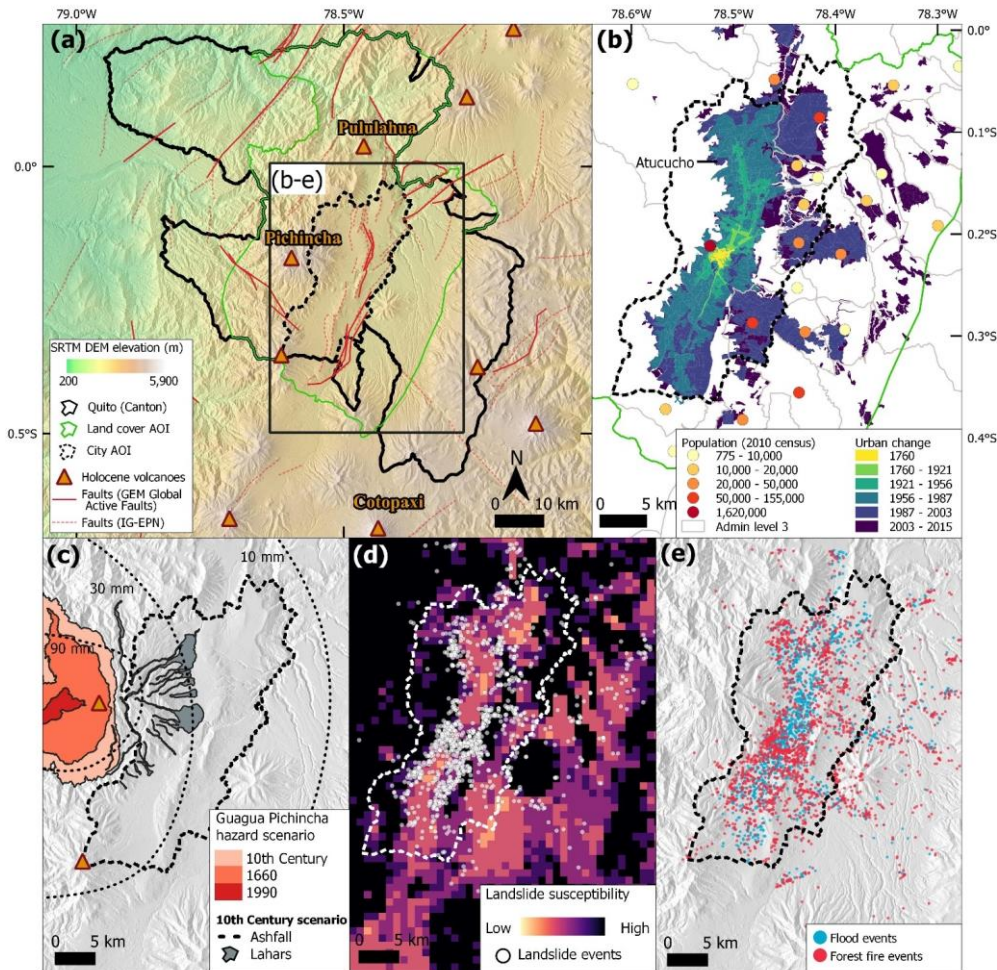 79.0°W
78.5°W
(a)
Pululahua
0.0°
(b-e)
Pichincha
SRTM DEM elevation (m)
200 5,900
Quito (Canton)
Land cover AOI
City AOI
Holocene volcanoes
Faults (GEM Global
Active Faults)
Faults (IG-EPN)
0.5°S
Cotopaxi
N
0 10 km
79.0°W
78.5°W
78.6°W 78.5°W 78.4°W 78.3°W
(b)
0.0°
0.1°S
Atucucho
0.2°S
0.3°S
0.4°S
Population (2010 census)
775 - 10,000
10,000 - 20,000
20,000 - 50,000
50,000 - 155,000
1,620,000
Admin level 3
Urban change
1760
1760 - 1921
1921 - 1956
1956 - 1987
1987 - 2003
2003 - 2015
0 5 km
(c)
10 mm
30 mm
90 mm
Guagua Pichincha
hazard scenario
10th Century
1660
1990
10th Century scenario
Ashfall
Lahars
0 5 km
(d)
Landslide susceptibility
Low High
Landslide events
0 5 km
(e)
Flood events
Forest fire events
0 5 km